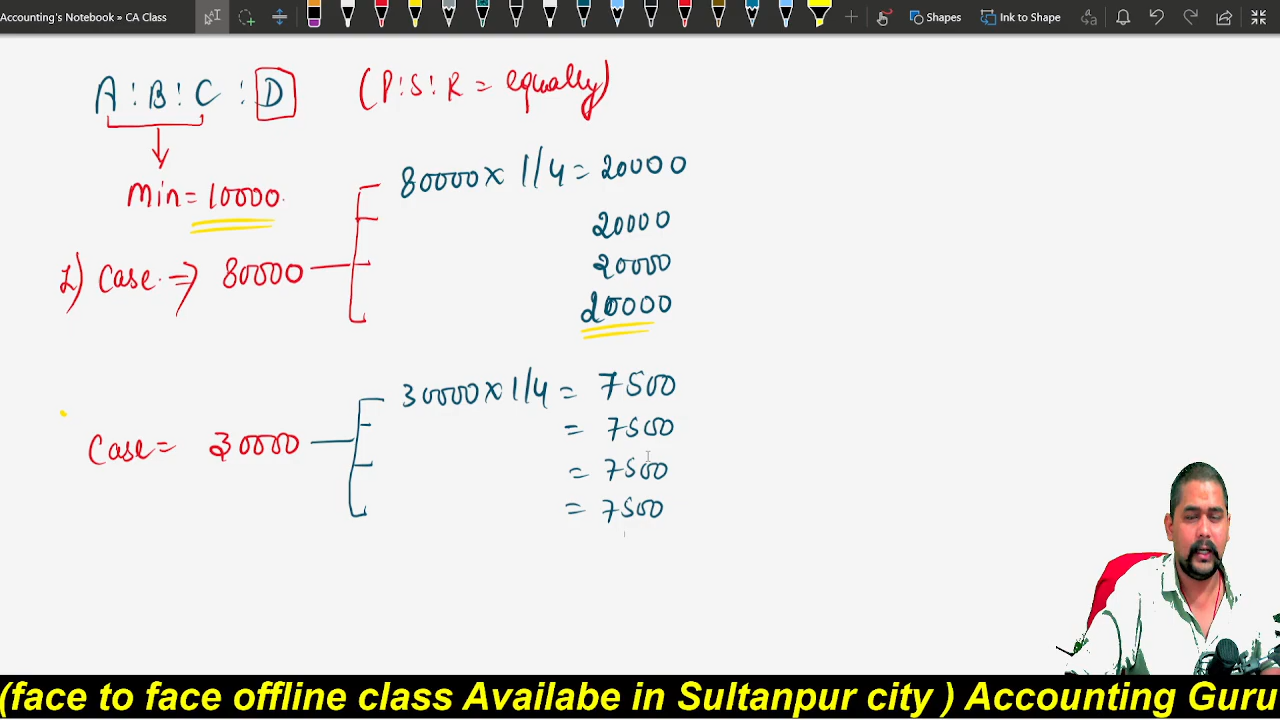 Accounting's Notebook » CA Class
Shapes
Ink to Shape
A : B : C : D (P:S:R = equally)
Min = 10000
1) Case ⇒ 80000
80000 x 1/4 = 20000
20000
20000
20000
Case = 30000
30000 x 1/4 = 7500
= 7500
= 7500
= 7500
(face to face offline class Availabe in Sultanpur city ) Accounting Guru